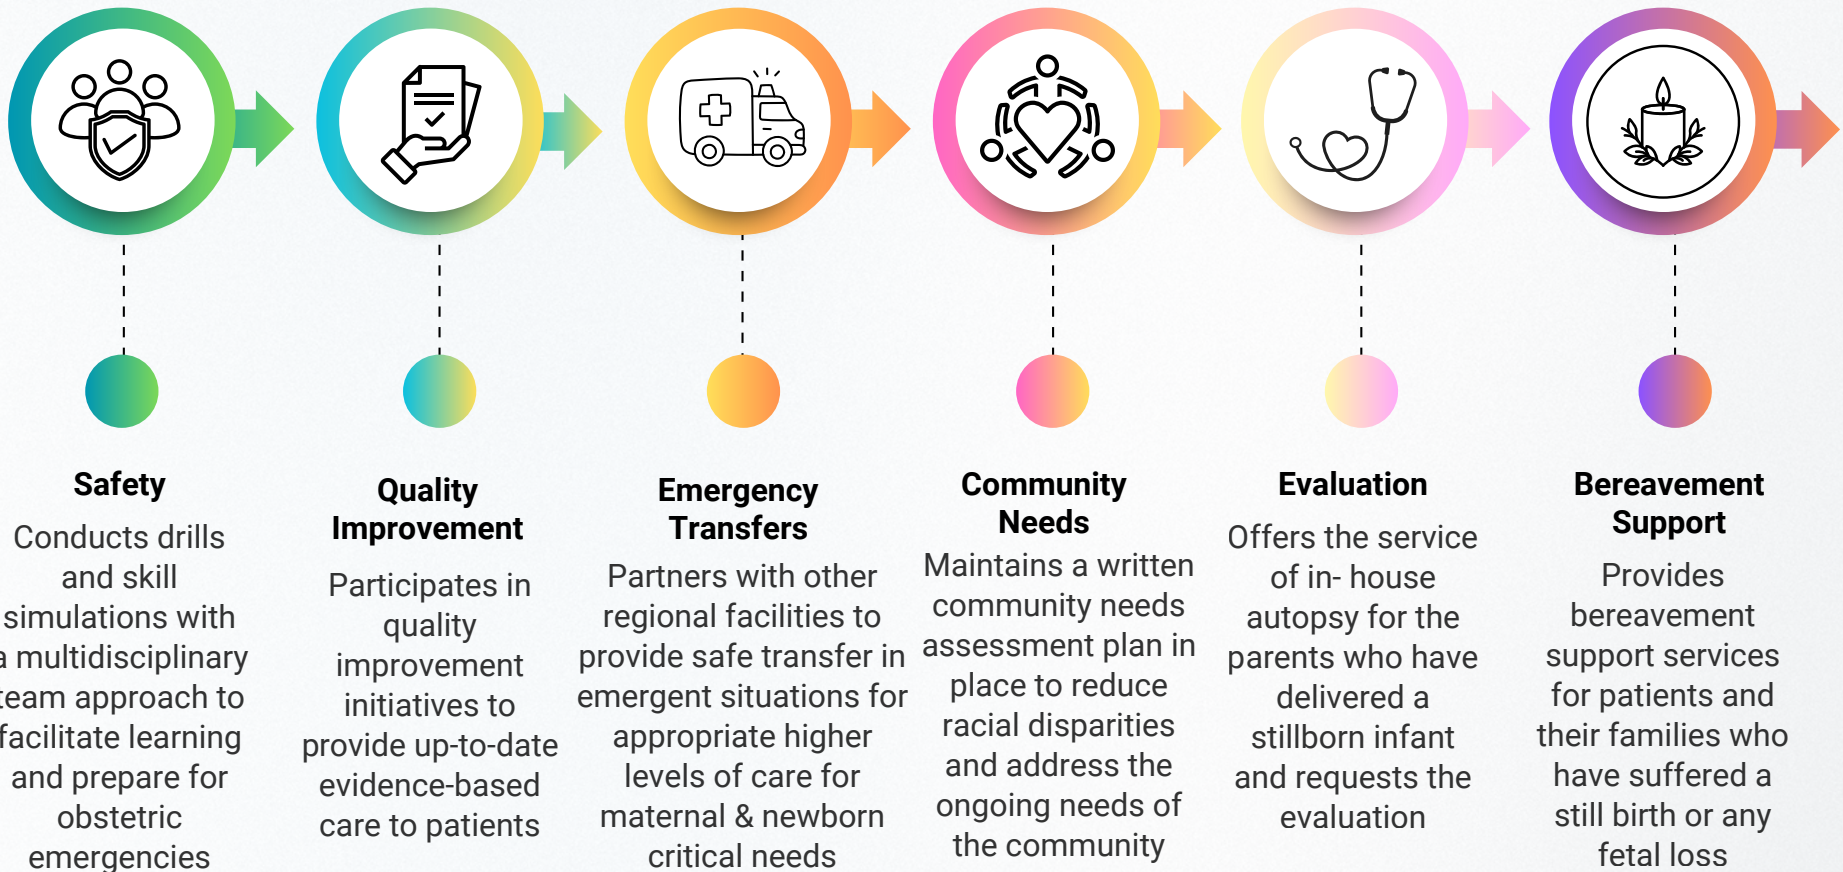 Safety
Conducts drills
and skill
simulations with
a multidisciplinary
team approach to
facilitate learning
and prepare for
obstetric
emergencies
Quality
Improvement
Participates in
quality
improvement
initiatives to
provide up-to-date
evidence-based
care to patients
Emergency
Transfers
Partners with other
regional facilities to
provide safe transfer in
emergent situations for
appropriate higher
levels of care for
maternal & newborn
critical needs
Community
Needs
Maintains a written
community needs
assessment plan in
place to reduce
racial disparities
and address the
ongoing needs of
the community
Evaluation
Offers the service
of in- house
autopsy for the
parents who have
delivered a
stillborn infant
and requests the
evaluation
Bereavement
Support
Provides
bereavement
support services
for patients and
their families who
have suffered a
still birth or any
fetal loss